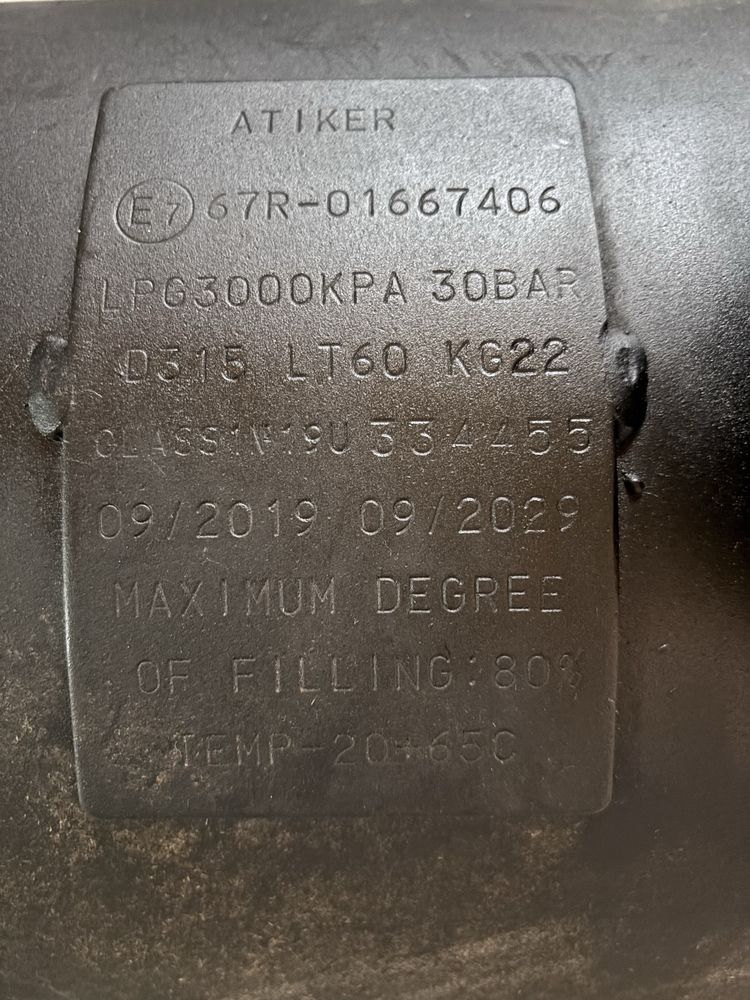 ATIKER
E7 67R-01667406
LPG3000KPA 30BAR
D315 LT60 KG22
334455
09/2019 09/2029
MAXIMUM DEGREE
OF FILLING:80%
TEMP-20+65C